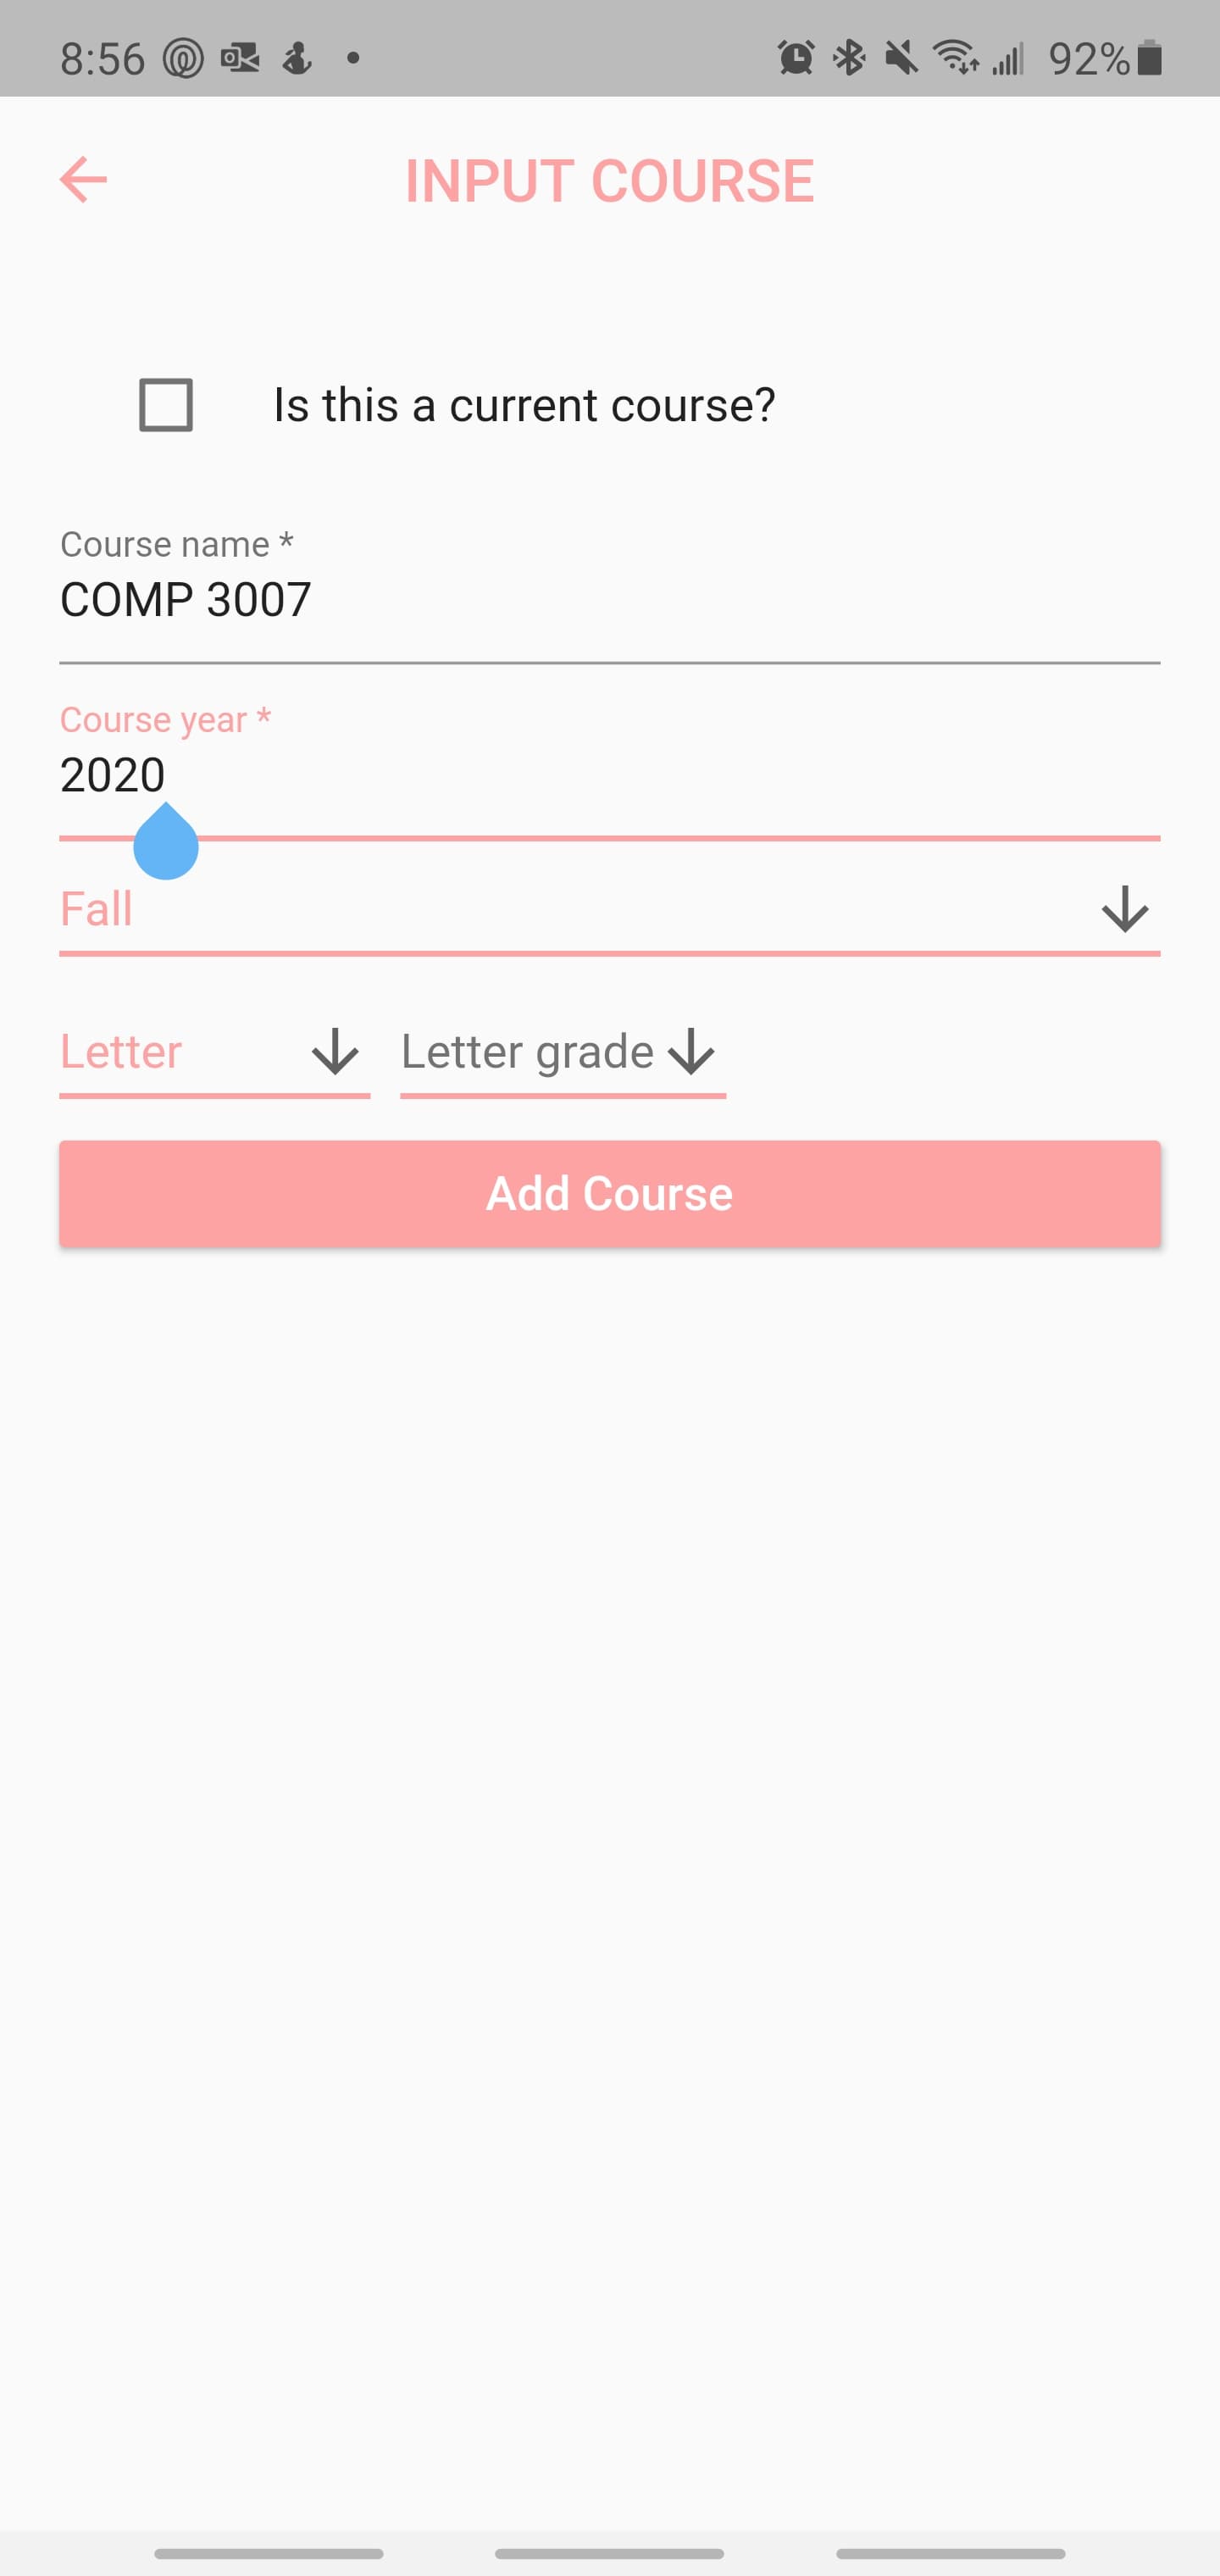 8:56 92%
INPUT COURSE
Is this a current course?
Course name *
COMP 3007
Course year *
2020
Fall
Letter Letter grade
Add Course